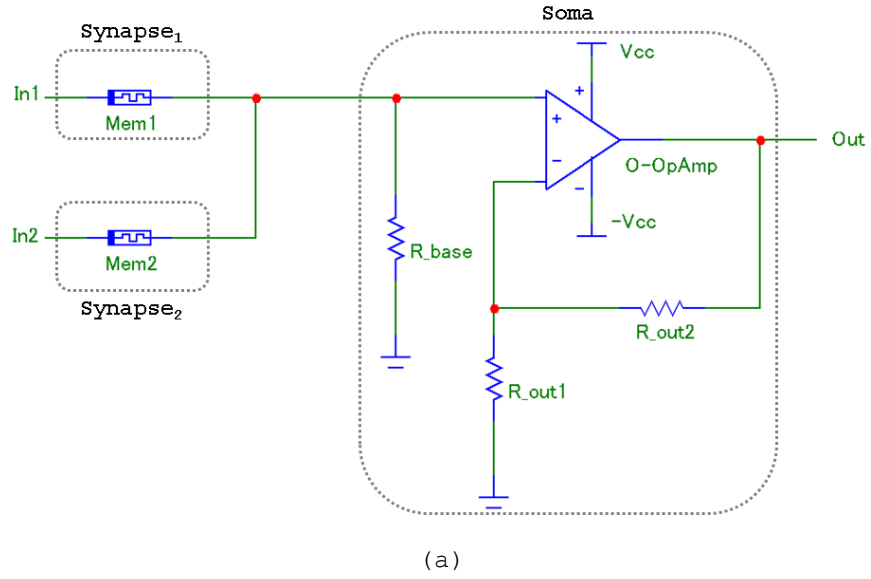 Soma
Synapse₁
Vcc
In1
Mem1
+
+
−
−
O-OpAmp
Out
-Vcc
In2
Mem2
R_base
Synapse₂
R_out2
R_out1
(a)